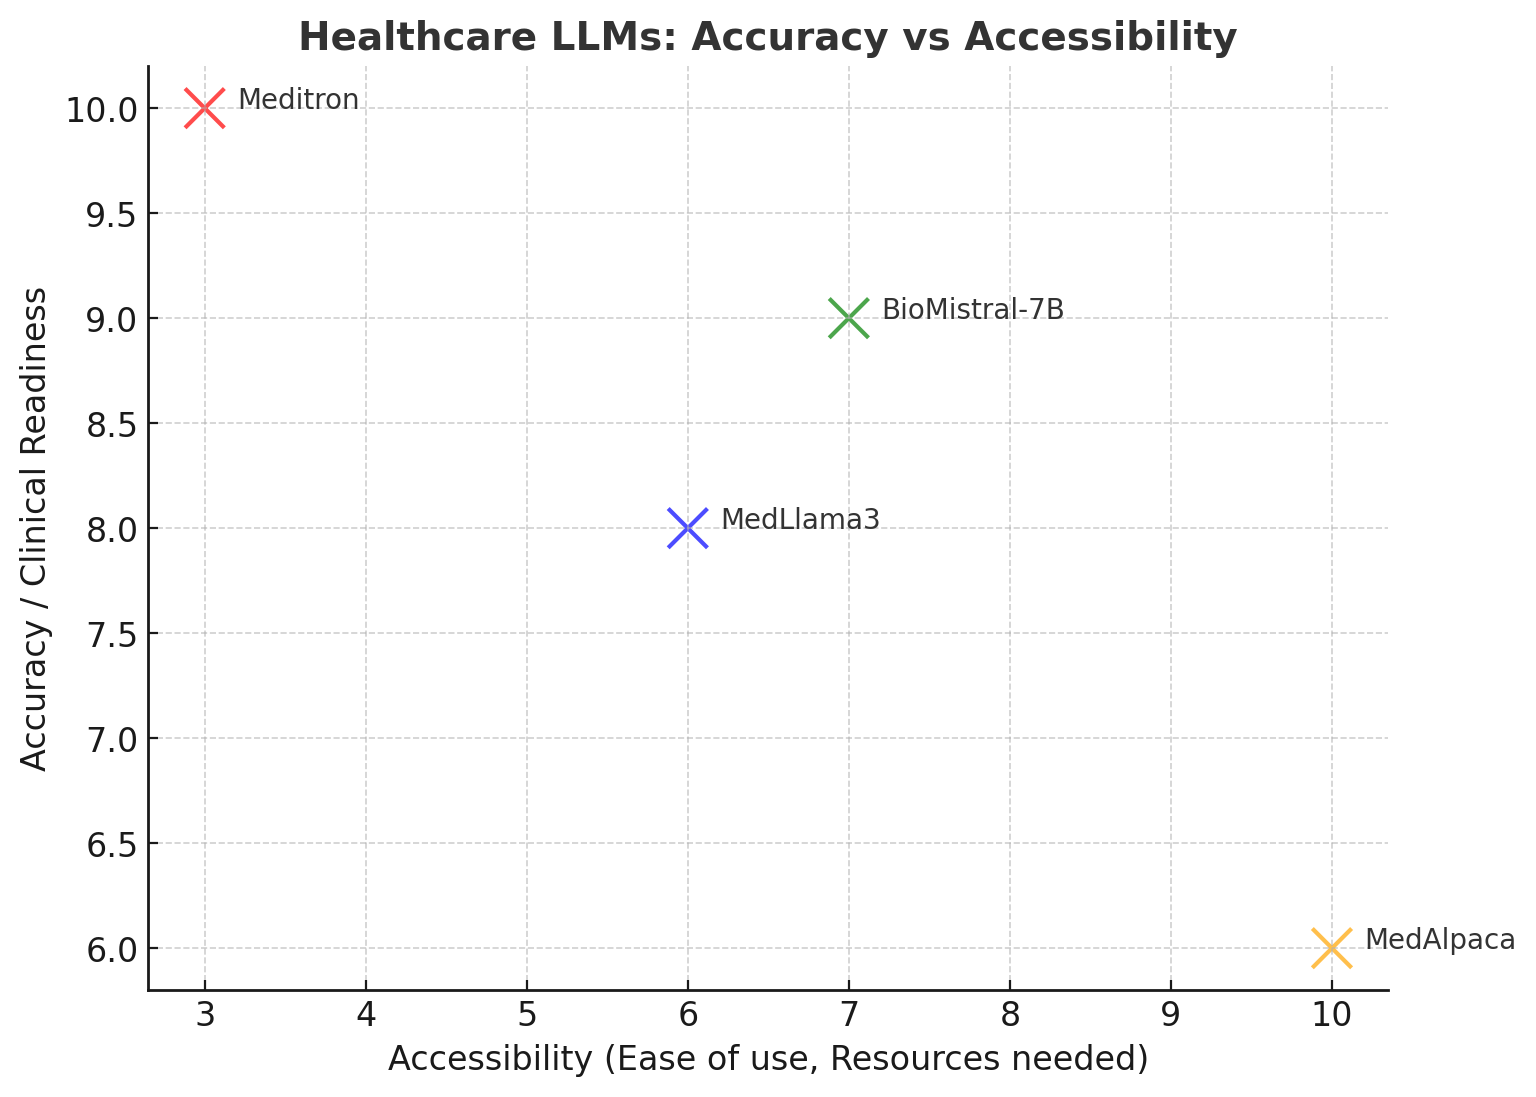 Healthcare LLMs: Accuracy vs Accessibility
Accuracy / Clinical Readiness
10.0
9.5
9.0
8.5
8.0
7.5
7.0
6.5
6.0
Meditron
BioMistral-7B
MedLlama3
MedAlpaca
3 4 5 6 7 8 9 10
Accessibility (Ease of use, Resources needed)